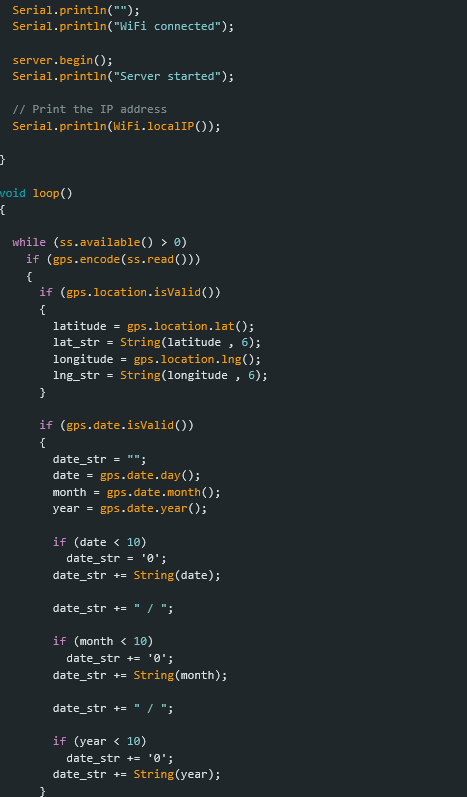 Serial.println("");
Serial.println("WiFi connected");
server.begin();
Serial.println("Server started");
// Print the IP address
Serial.println(WiFi.localIP());
}
void loop()
{
while (ss.available() > 0)
if (gps.encode(ss.read()))
{
if (gps.location.isValid())
{
latitude = gps.location.lat();
lat_str = String(latitude , 6);
longitude = gps.location.lng();
lng_str = String(longitude , 6);
}
if (gps.date.isValid())
{
date_str = "";
date = gps.date.day();
month = gps.date.month();
year = gps.date.year();
if (date < 10)
date_str = '0';
date_str += String(date);
date_str += " / ";
if (month < 10)
date_str += '0';
date_str += String(month);
date_str += " / ";
if (year < 10)
date_str += '0';
date_str += String(year);
}